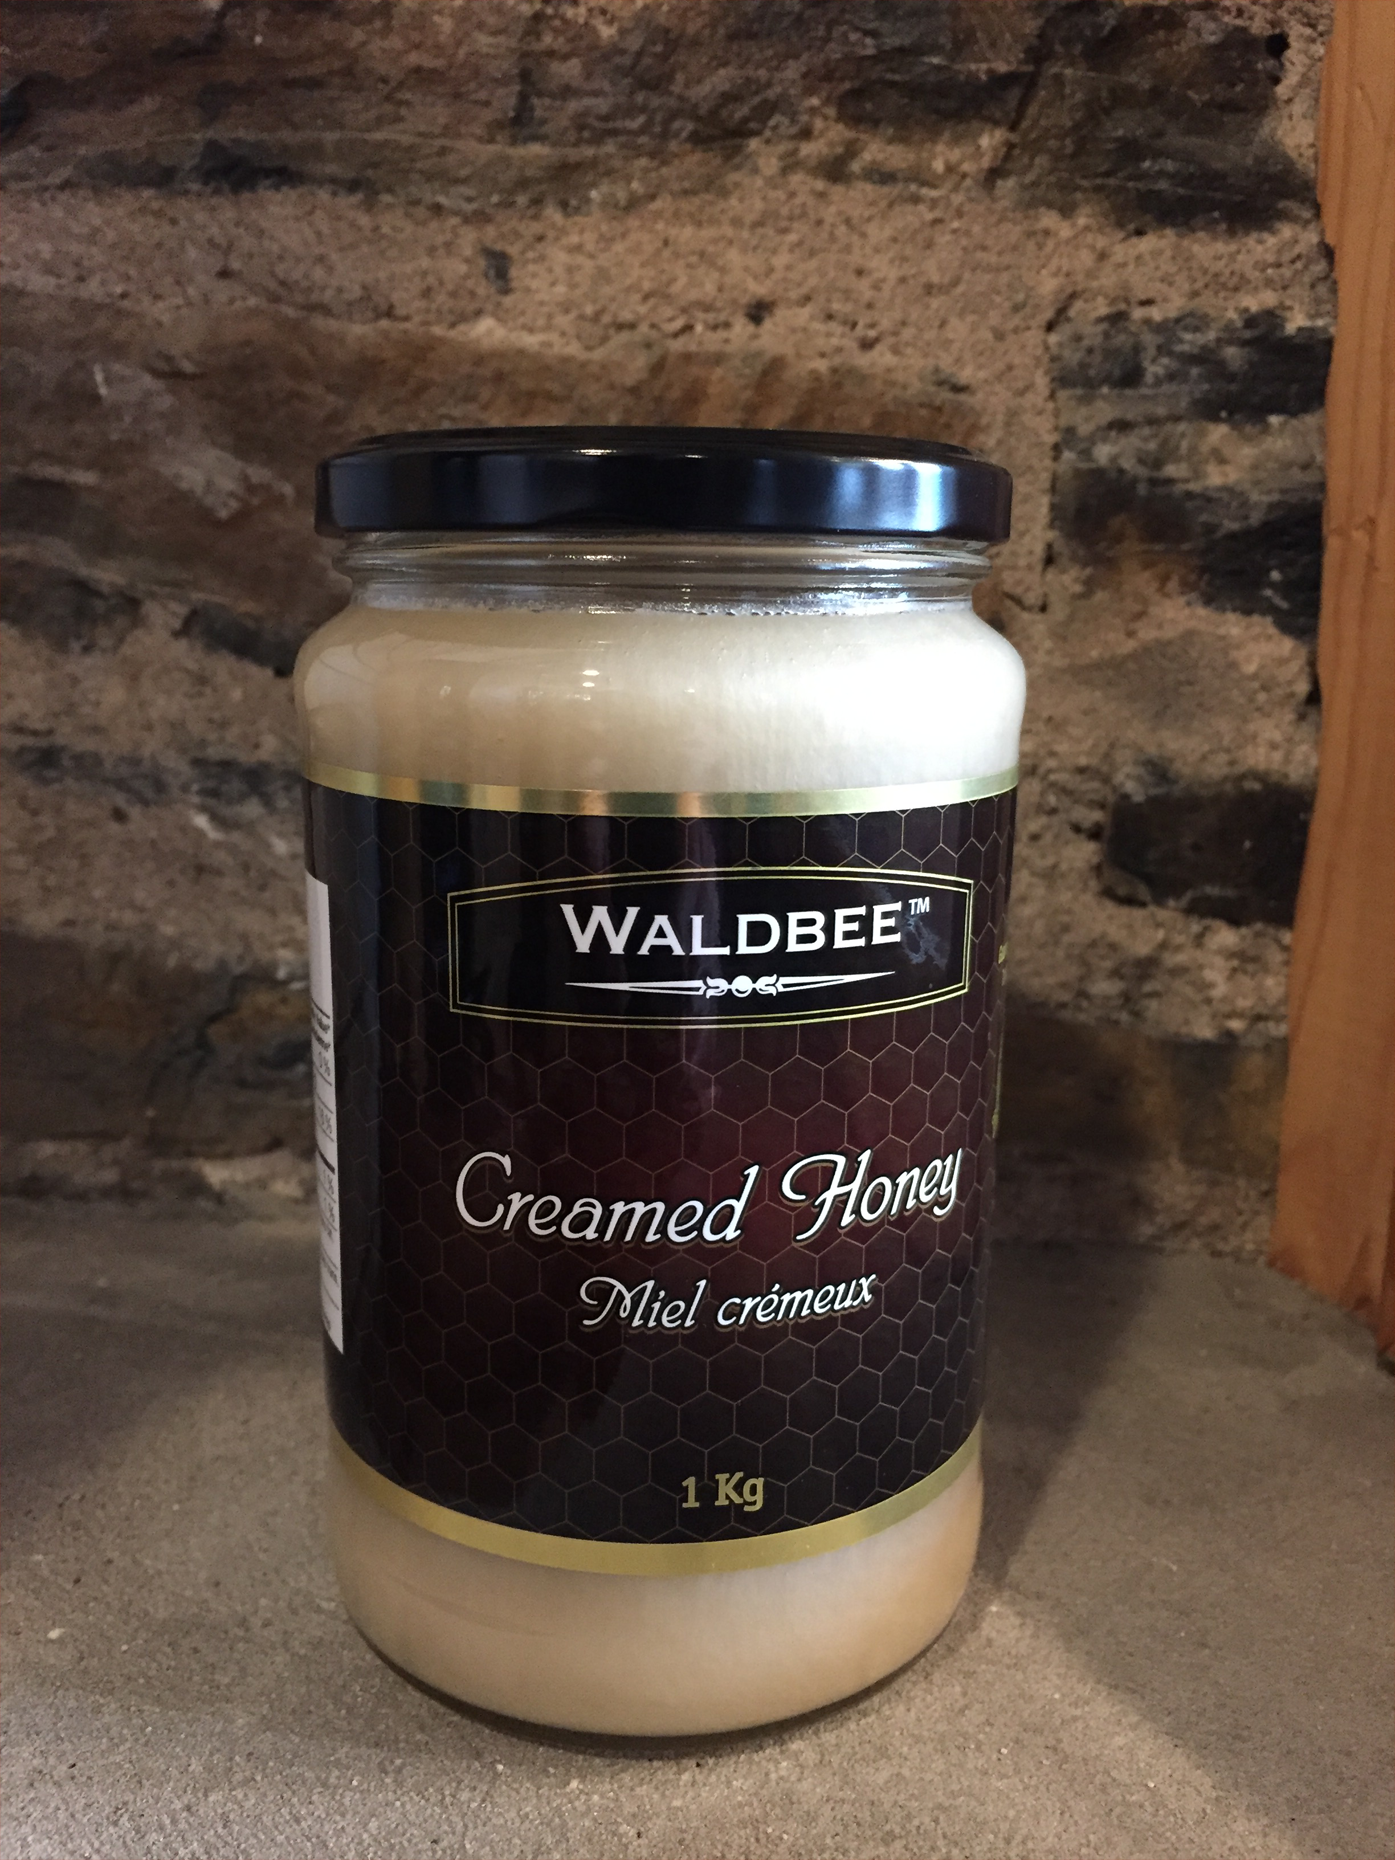 WALDBEE™
Creamed Honey
Miel crémeux
1 Kg